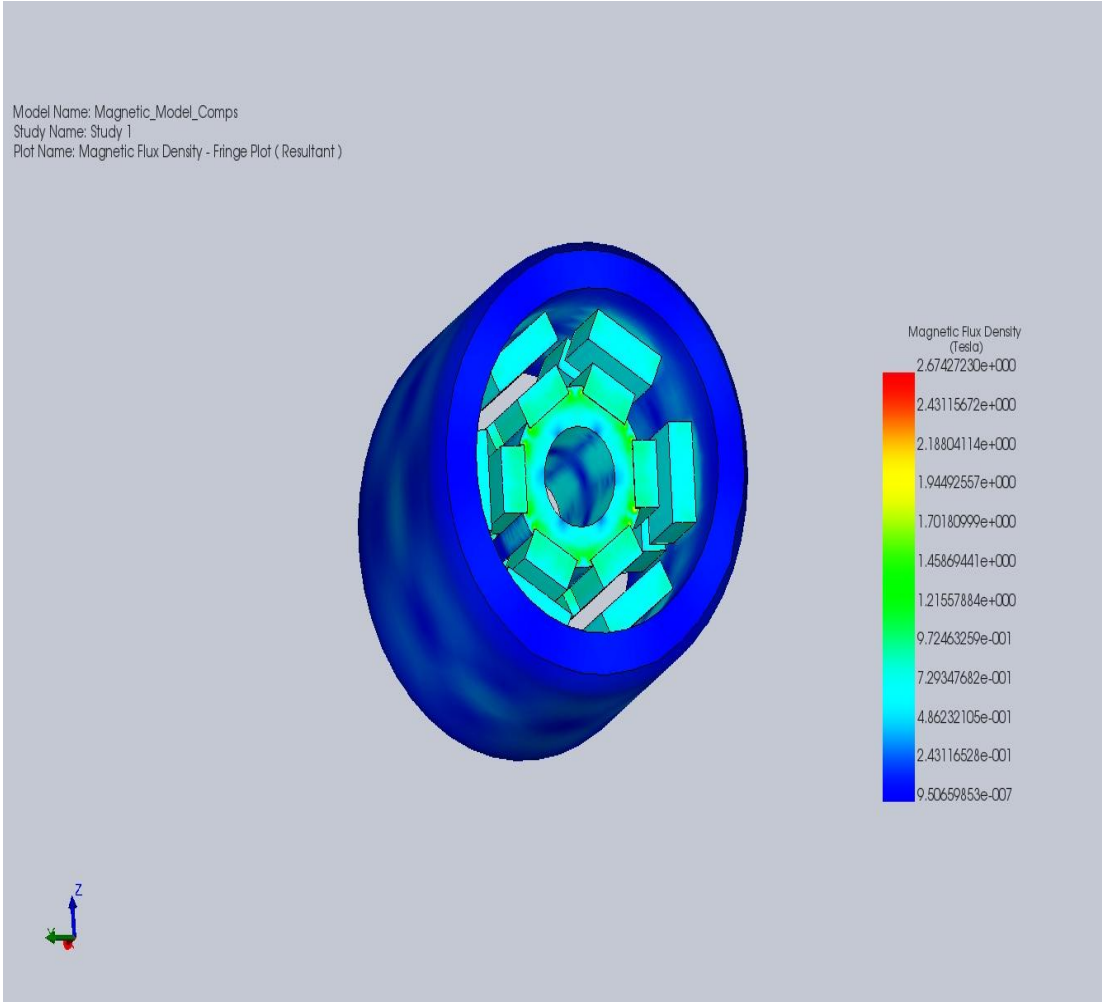 Model Name: Magnetic_Model_Comps
Study Name: Study 1
Plot Name: Magnetic Flux Density - Fringe Plot ( Resultant )
Magnetic Flux Density
(Tesla)
2.67427230e+000
2.43115672e+000
2.18804114e+000
1.94492557e+000
1.70180999e+000
1.45869441e+000
1.21557884e+000
9.72463259e-001
7.29347682e-001
4.86232105e-001
2.43116528e-001
9.50659853e-007
Z
Y
X